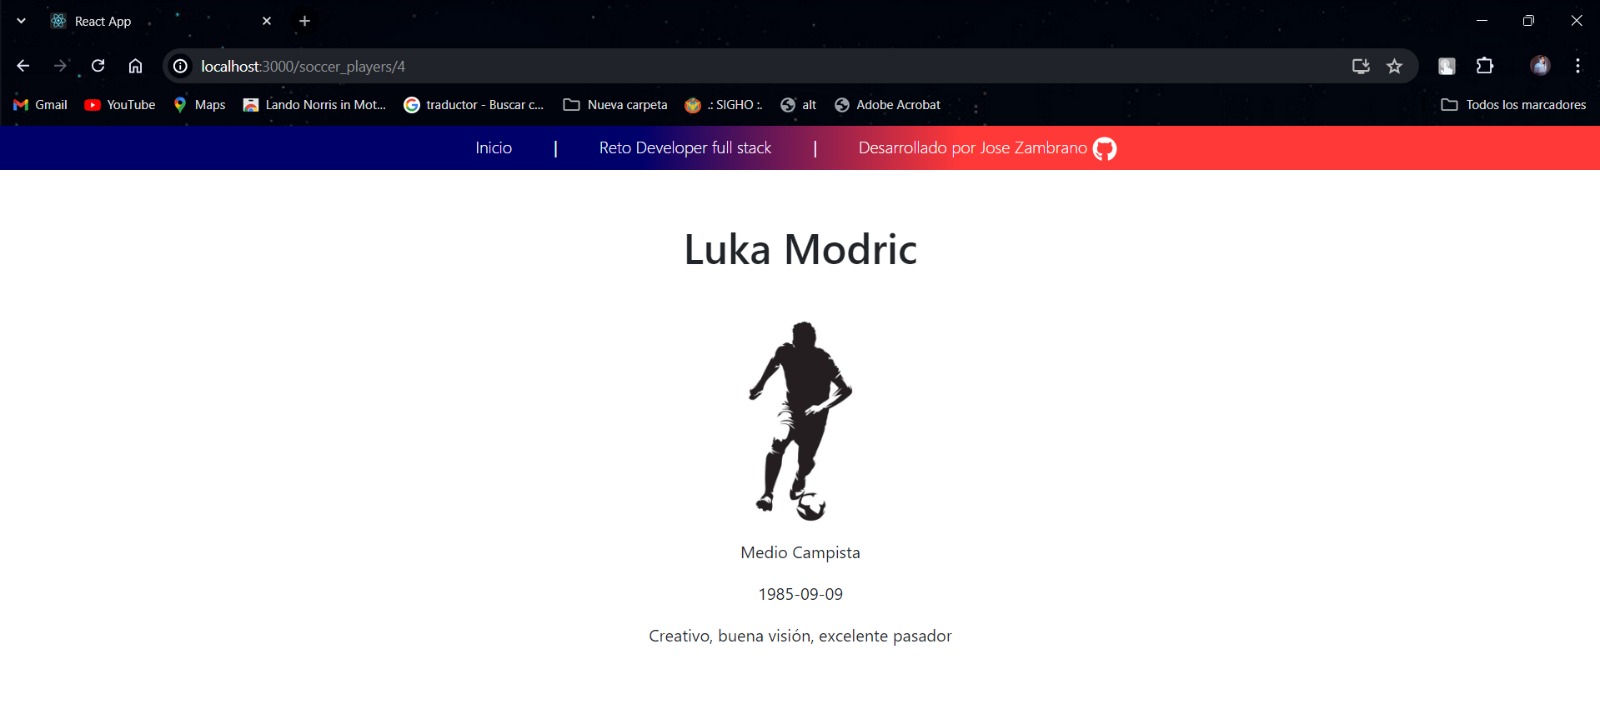 React App
localhost:3000/soccer_players/4
Gmail YouTube Maps Lando Norris in Mot... traductor - Buscar c... Nueva carpeta .: SIGHO :. alt Adobe Acrobat Todos los marcadores
Inicio | Reto Developer full stack | Desarrollado por Jose Zambrano
Luka Modric
Medio Campista
1985-09-09
Creativo, buena visión, excelente pasador